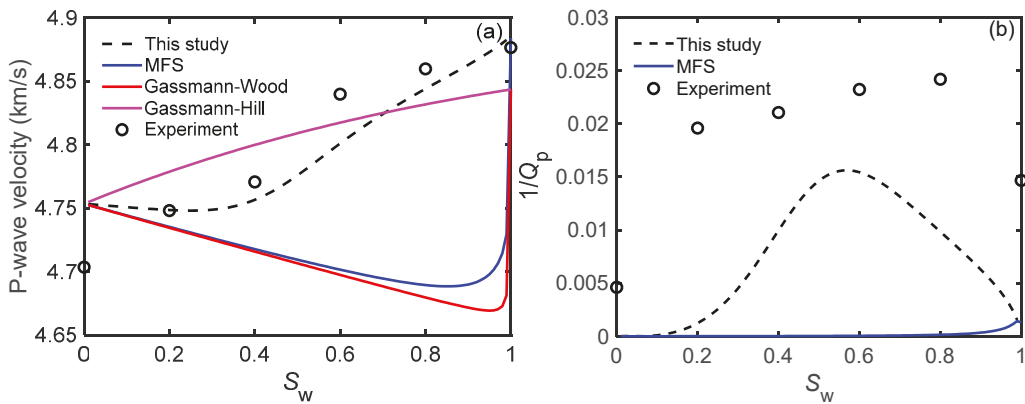 4.9
4.85
4.8
4.75
4.7
4.65
P-wave velocity (km/s)
(a)
This study
MFS
Gassmann-Wood
Gassmann-Hill
Experiment
0 0.2 0.4 0.6 0.8 1
S_w
0.03
0.025
0.02
0.015
0.01
0.005
0
1/Q_p
(b)
This study
MFS
Experiment
0 0.2 0.4 0.6 0.8 1
S_w